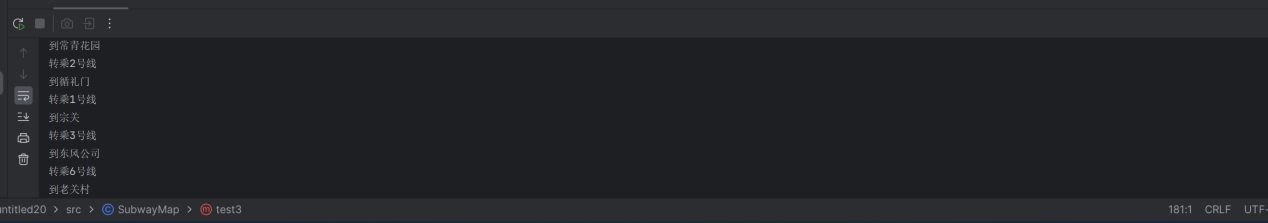 到常青花园
转乘2号线
到循礼门
转乘1号线
到宗关
转乘3号线
到东风公司
转乘6号线
到老关村
untitled20 > src > SubwayMap > test3 181:1 CRLF UTF-